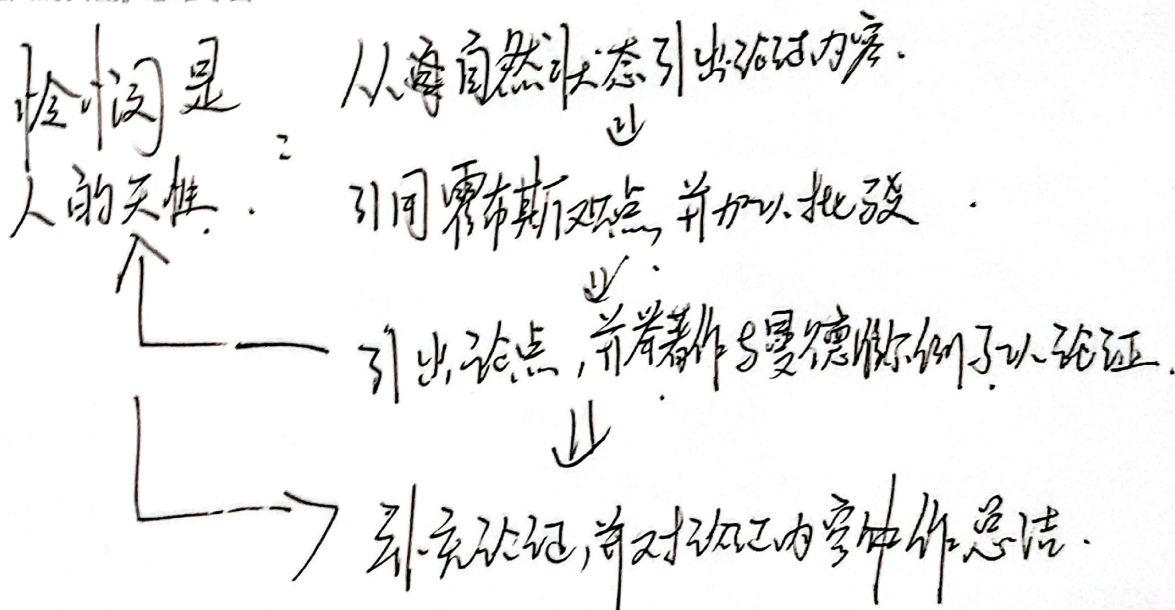 怜悯是
人的天性.
:
从自然状态引出论述内容.
引用霍布斯观点,并加以批驳.
引出论点,并举著作与曼德维尔例子以论证.
补充论证,并对论证内容作总结.